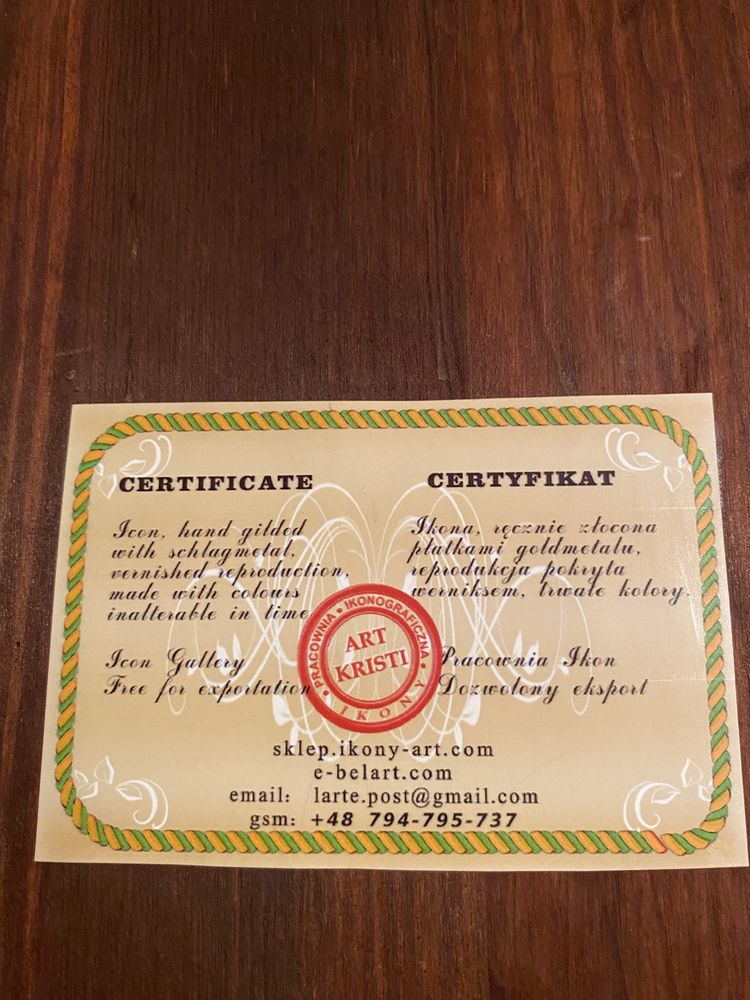 CERTIFICATE
Icon, hand gilded
with schlagmetal,
vernished reproduction,
made with colours
inalterable in time
Icon Gallery
Free for exportation
CERTYFIKAT
Ikona, ręcznie złocona
płatkami goldmetalu,
reprodukcja pokryta
werniksem, trwałe kolory.
Pracownia Ikon
Dozwolony eksport
PRACOWNIA • IKONOGRAFICZNA •
ART
KRISTI
IKONY
sklep.ikony-art.com
e-belart.com
email: larte.post@gmail.com
gsm: +48 794-795-737